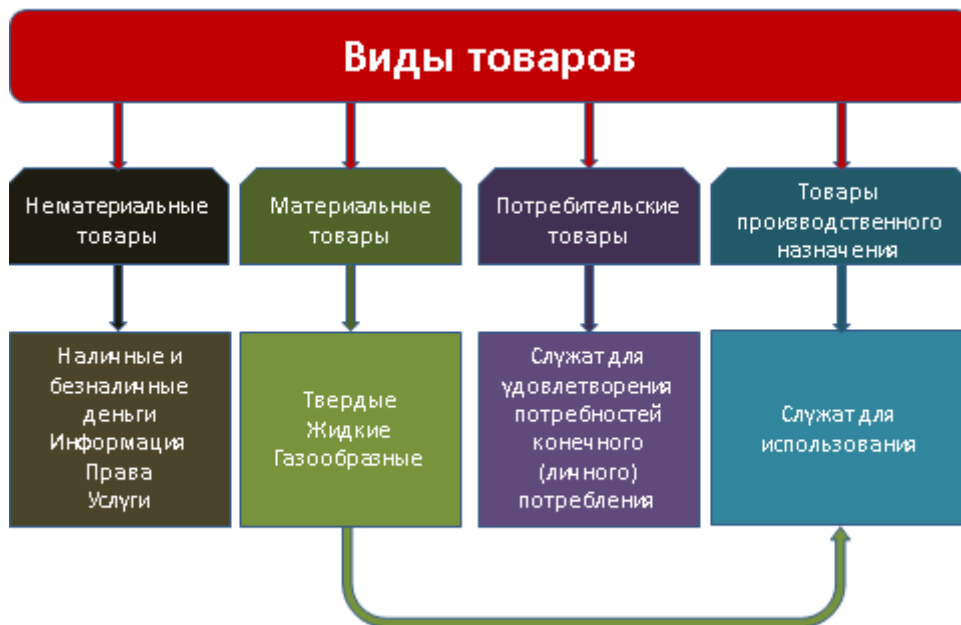 Виды товаров
Нематериальные
товары
Материальные
товары
Потребительские
товары
Товары
производственного
назначения
Наличные и
безналичные
деньги
Информация
Права
Услуги
Твердые
Жидкие
Газообразные
Служат для
удовлетворения
потребностей
конечного
(личного)
потребления
Служат для
использования